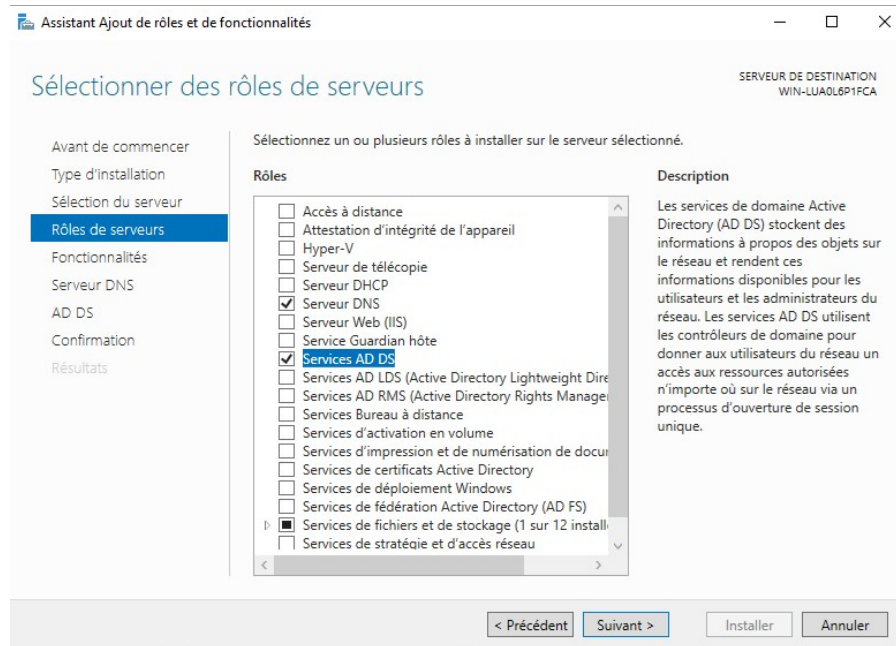 Assistant Ajout de rôles et de fonctionnalités
Sélectionner des rôles de serveurs
SERVEUR DE DESTINATION
WIN-LUA0L6P1FCA
Avant de commencer
Type d'installation
Sélection du serveur
Rôles de serveurs
Fonctionnalités
Serveur DNS
AD DS
Confirmation
Résultats
Sélectionnez un ou plusieurs rôles à installer sur le serveur sélectionné.
Rôles
Accès à distance
Attestation d'intégrité de l'appareil
Hyper-V
Serveur de télécopie
Serveur DHCP
Serveur DNS
Serveur Web (IIS)
Service Guardian hôte
Services AD DS
Services AD LDS (Active Directory Lightweight Dire
Services AD RMS (Active Directory Rights Manager
Services Bureau à distance
Services d'activation en volume
Services d'impression et de numérisation de docur
Services de certificats Active Directory
Services de déploiement Windows
Services de fédération Active Directory (AD FS)
Services de fichiers et de stockage (1 sur 12 install
Services de stratégie et d'accès réseau
Description
Les services de domaine Active
Directory (AD DS) stockent des
informations à propos des objets sur
le réseau et rendent ces
informations disponibles pour les
utilisateurs et les administrateurs du
réseau. Les services AD DS utilisent
les contrôleurs de domaine pour
donner aux utilisateurs du réseau un
accès aux ressources autorisées
n'importe où sur le réseau via un
processus d'ouverture de session
unique.
< Précédent
Suivant >
Installer
Annuler